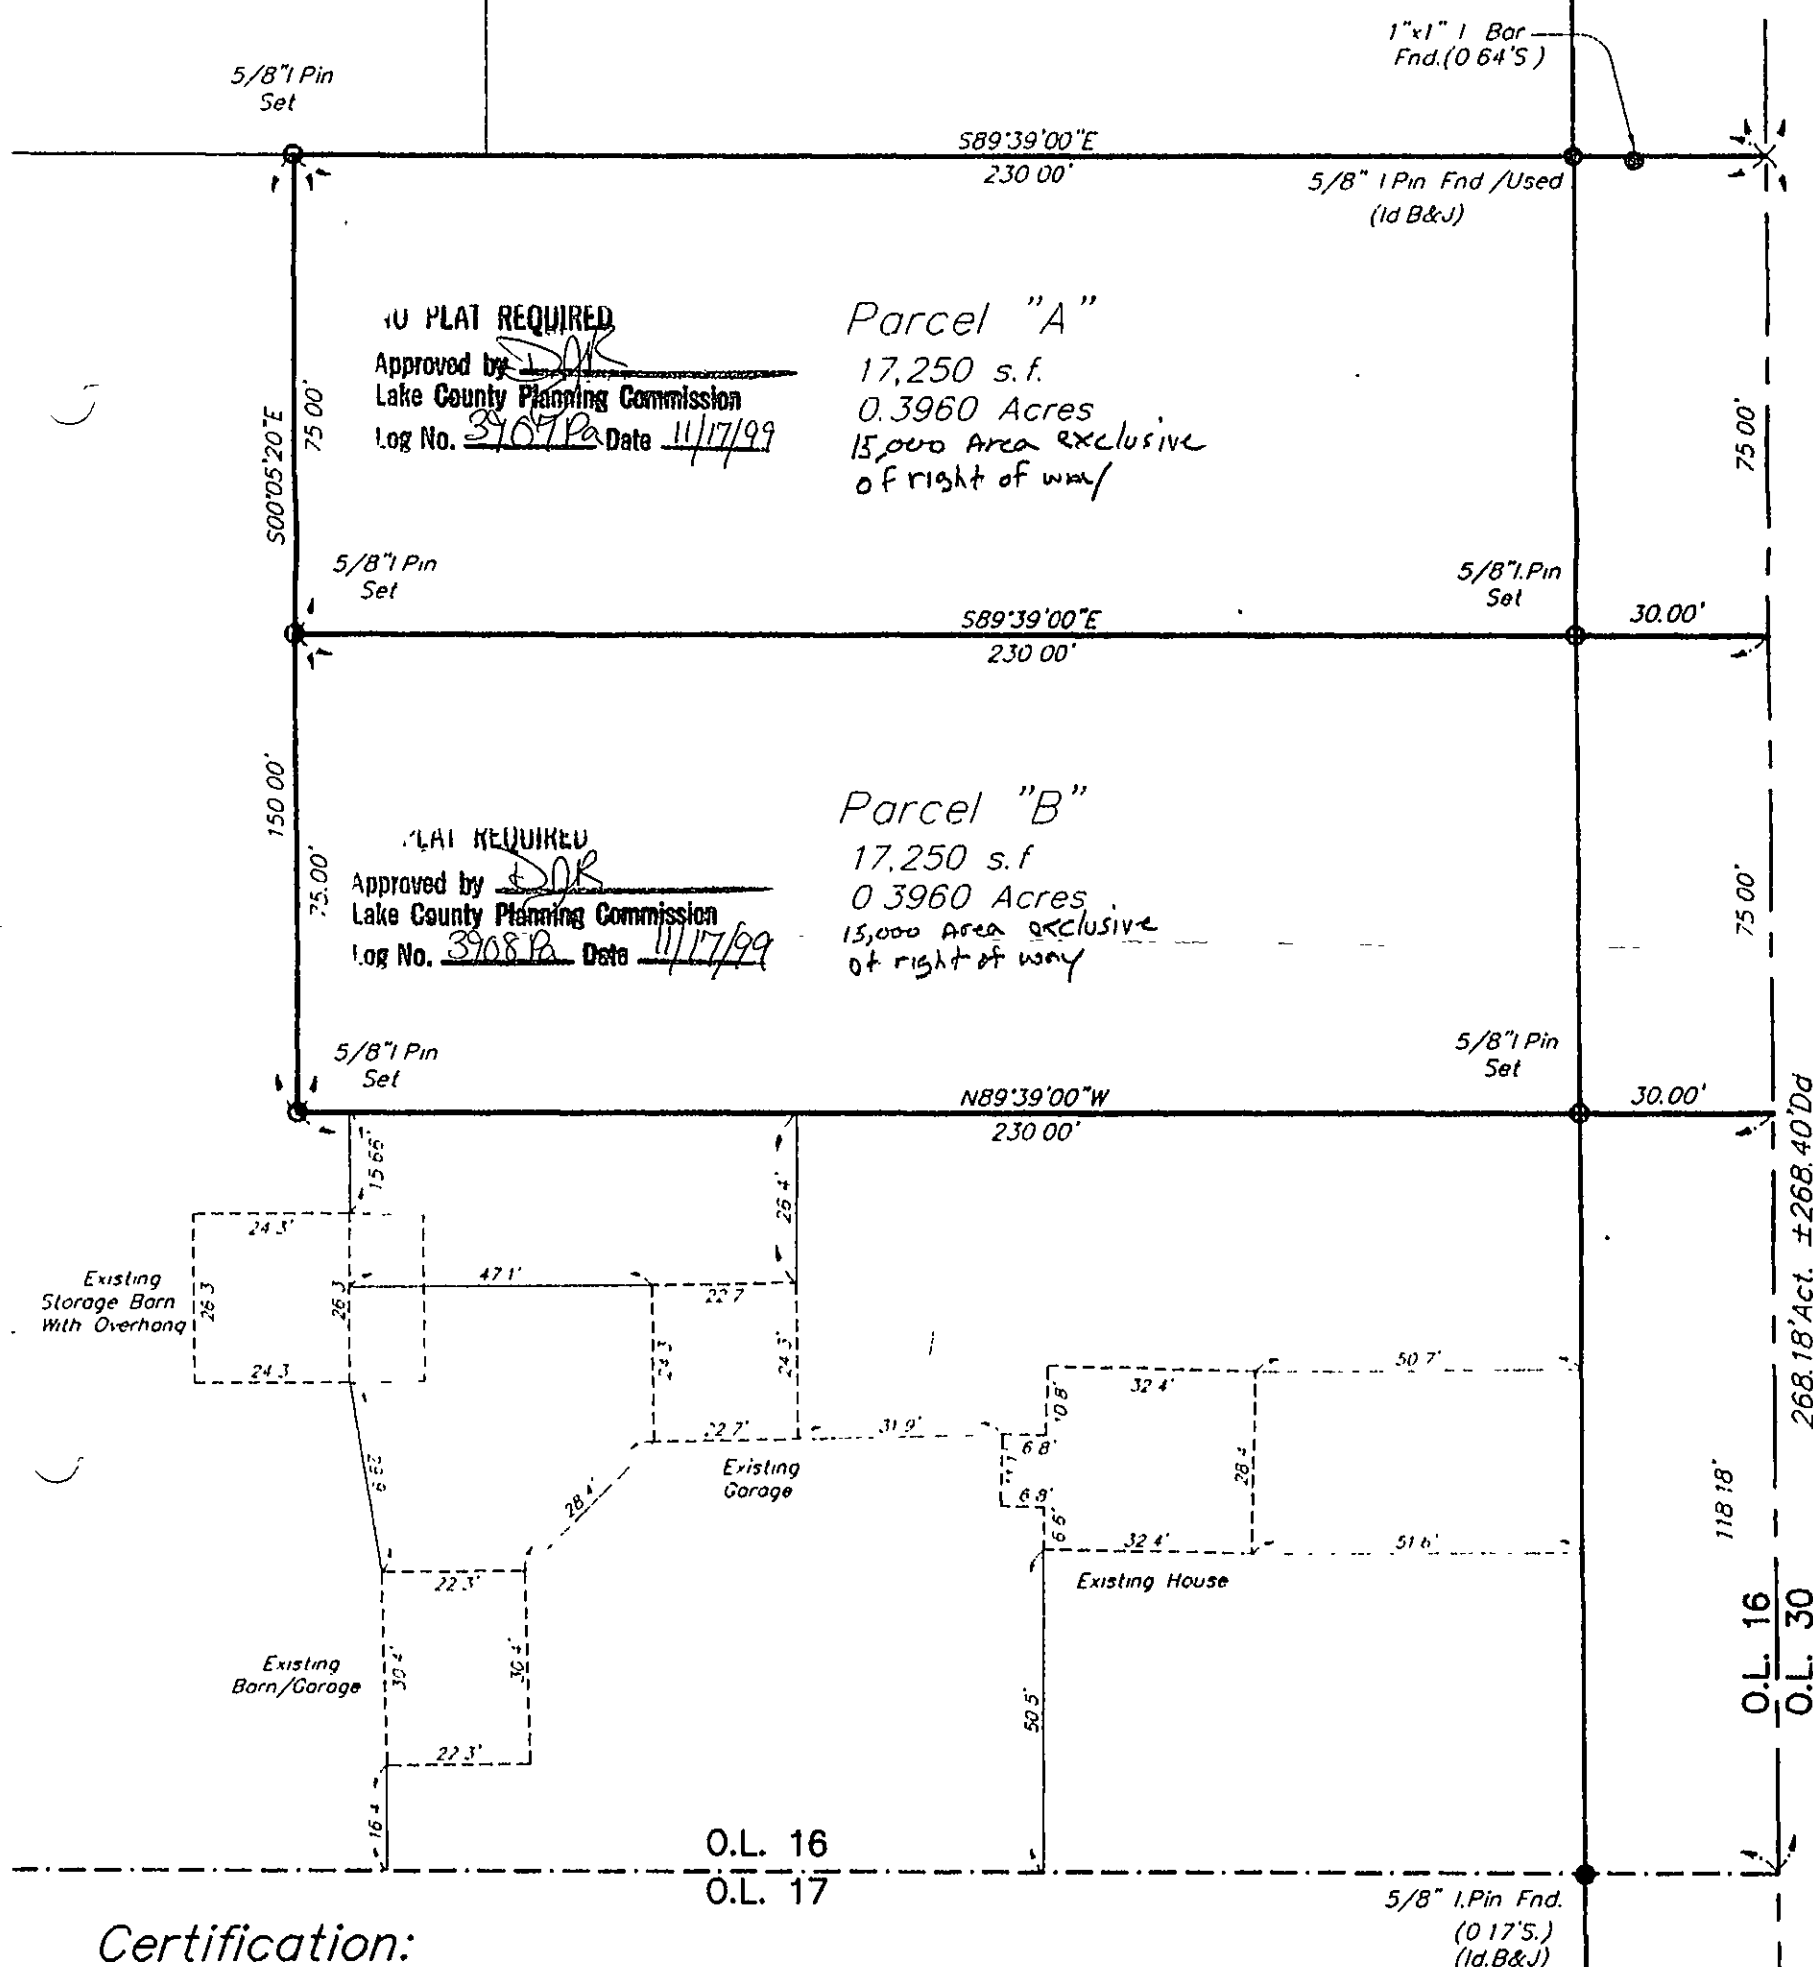 1"x1" I Bar
Fnd.(0 64'S )
5/8"I Pin
Set
S89°39'00"E
230 00'
5/8" I Pin Fnd /Used
(Id B&J)
PLAT REQUIRED
Approved by
Lake County Planning Commission
Log No. 3907Pa Date 11/17/99
Parcel "A"
17,250 s.f.
0.3960 Acres
15,000 Area exclusive
of right of way
S00°05'20"E
75 00'
75 00'
5/8"I Pin
Set
5/8"I.Pin
Set
30.00'
S89°39'00"E
230 00'
150 00'
75.00'
75 00'
PLAT REQUIRED
Approved by DAR
Lake County Planning Commission
Log No. 3908Pa Date 11/17/99
Parcel "B"
17,250 s.f
0 3960 Acres
15,000 Area exclusive
of right of way
5/8"I Pin
Set
5/8"I Pin
Set
30.00'
N89°39'00"W
230 00'
268.18'Act. ±268.40'Dd
15 66'
26 4'
24 3'
47 1'
22 7
Existing
Storage Barn
With Overhang
26 3
26 3
24 3
24 3'
24 3
22 7'
31 9'
Existing
Garage
28 4'
32 4'
50 7'
6 8'
6 8'
6 6'
28 4
32 4'
51 6'
Existing House
118 18'
22 3'
Existing
Barn/Garage
30 4'
30 4'
22 3'
50 5'
16 4
O.L. 16
O.L. 30
O.L. 16
O.L. 17
5/8" I.Pin Fnd.
(0 17'S.)
(Id.B&J)
Certification: